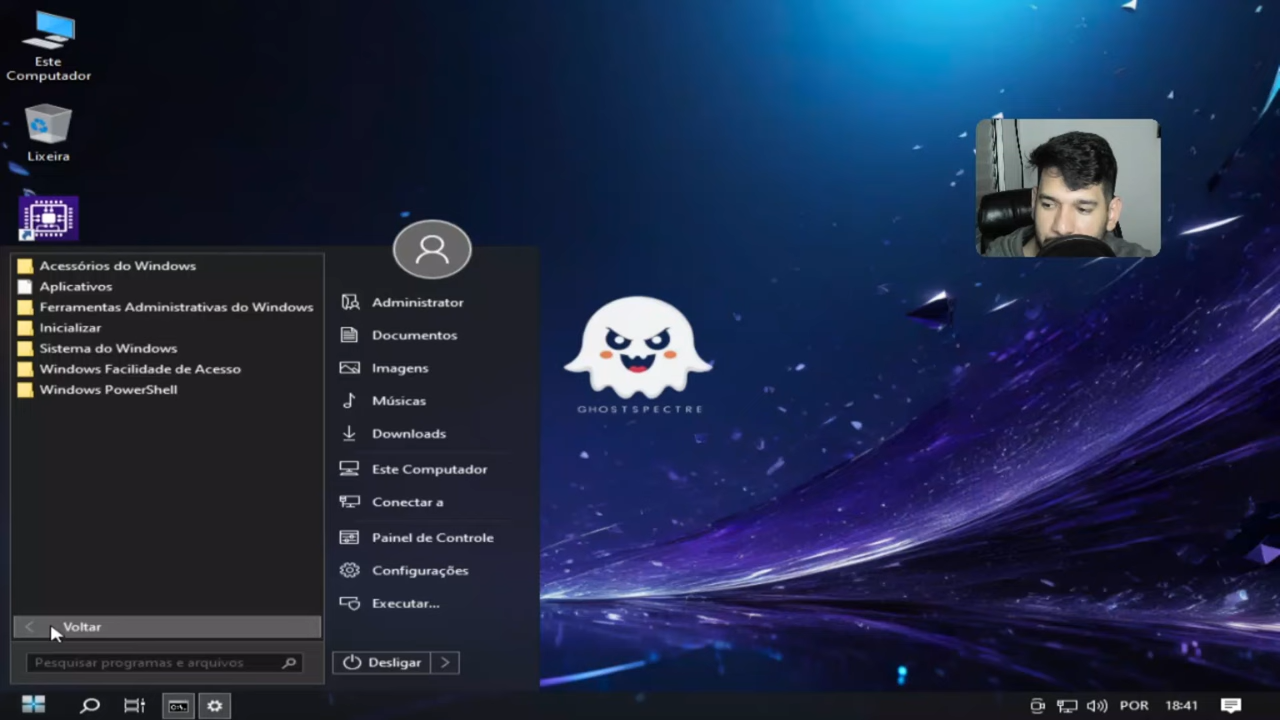 Este
Computador
Lixeira
Acessórios do Windows
Aplicativos
Ferramentas Administrativas do Windows
Inicializar
Sistema do Windows
Windows Facilidade de Acesso
Windows PowerShell
Voltar
Pesquisar programas e arquivos
Administrator
Documentos
Imagens
Músicas
Downloads
Este Computador
Conectar a
Painel de Controle
Configurações
Executar...
Desligar
GHOSTSPECTRE
POR
18:41